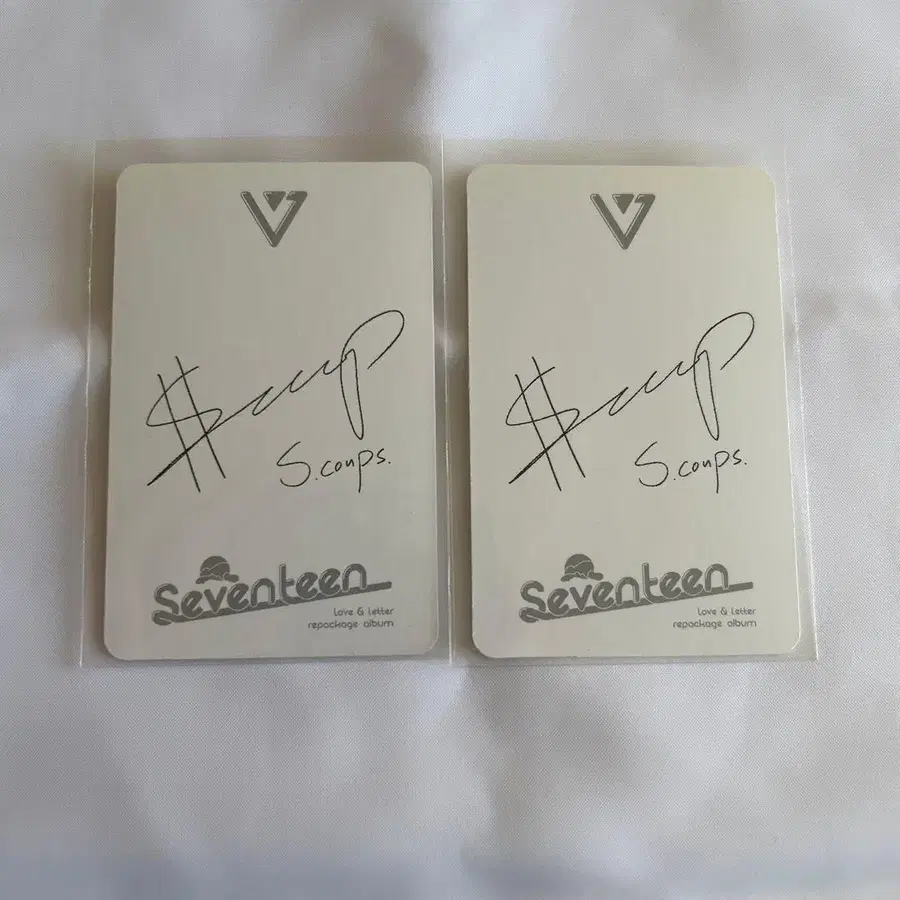 S.coups.
Seventeen
Love & Letter
repackage album
S.coups.
Seventeen
Love & Letter
repackage album